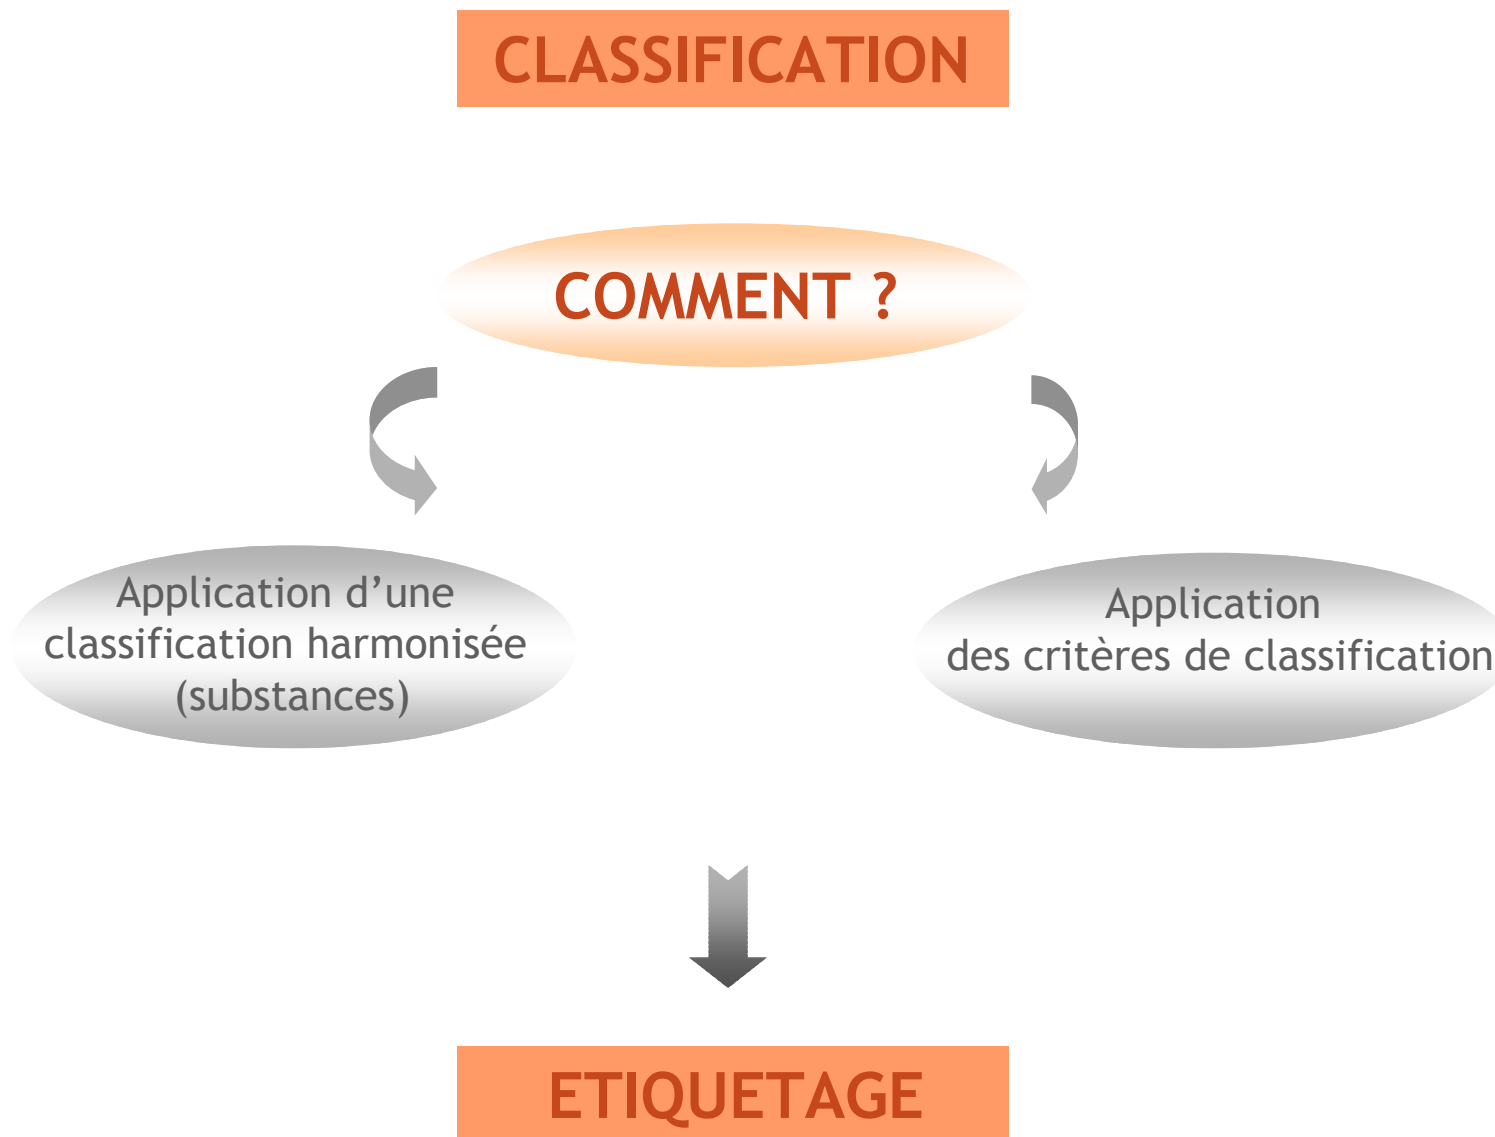 CLASSIFICATION
COMMENT ?
Application d’une
classification harmonisée
(substances)
Application
des critères de classification
ETIQUETAGE